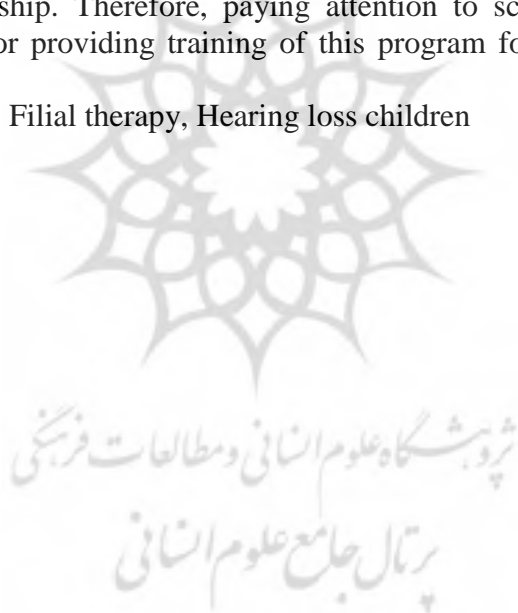 ship. Therefore, paying attention to sc
or providing training of this program fo
Filial therapy, Hearing loss children
پژوهشگاه علوم انسانی و مطالعات فرهنگی
پرتال جامع علوم انسانی